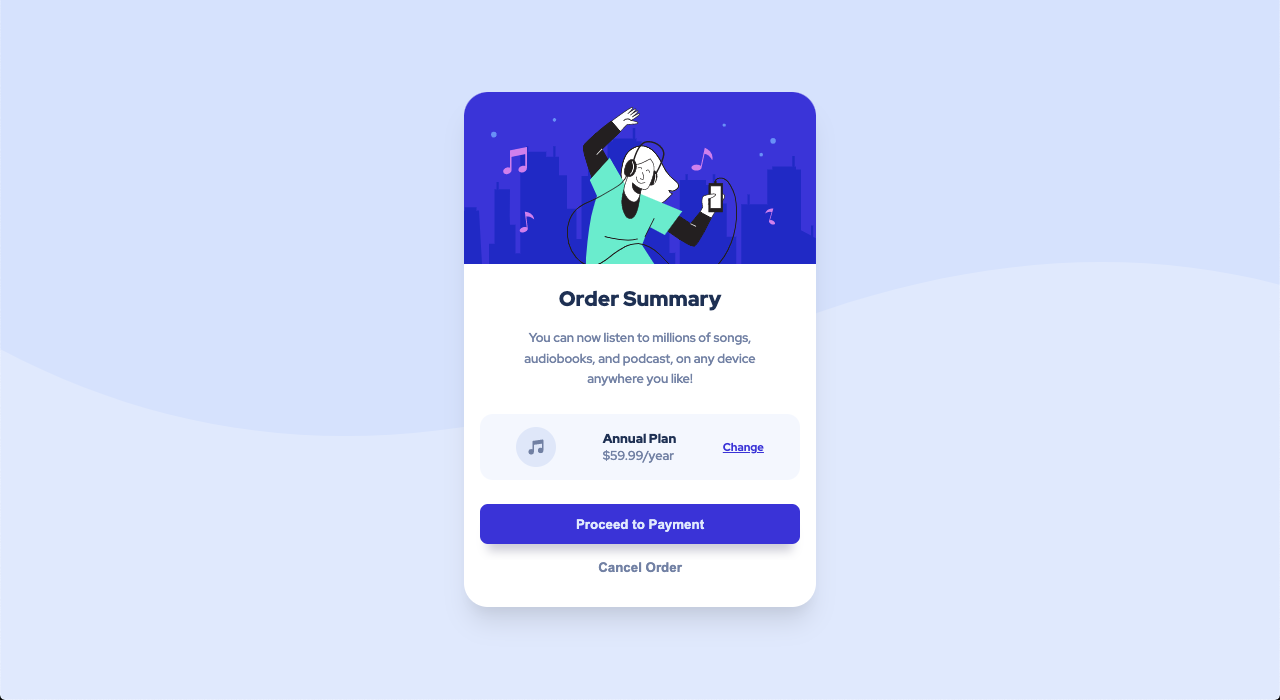 Order Summary
You can now listen to millions of songs,
audiobooks, and podcast, on any device
anywhere you like!
Annual Plan
$59.99/year
Change
Proceed to Payment
Cancel Order